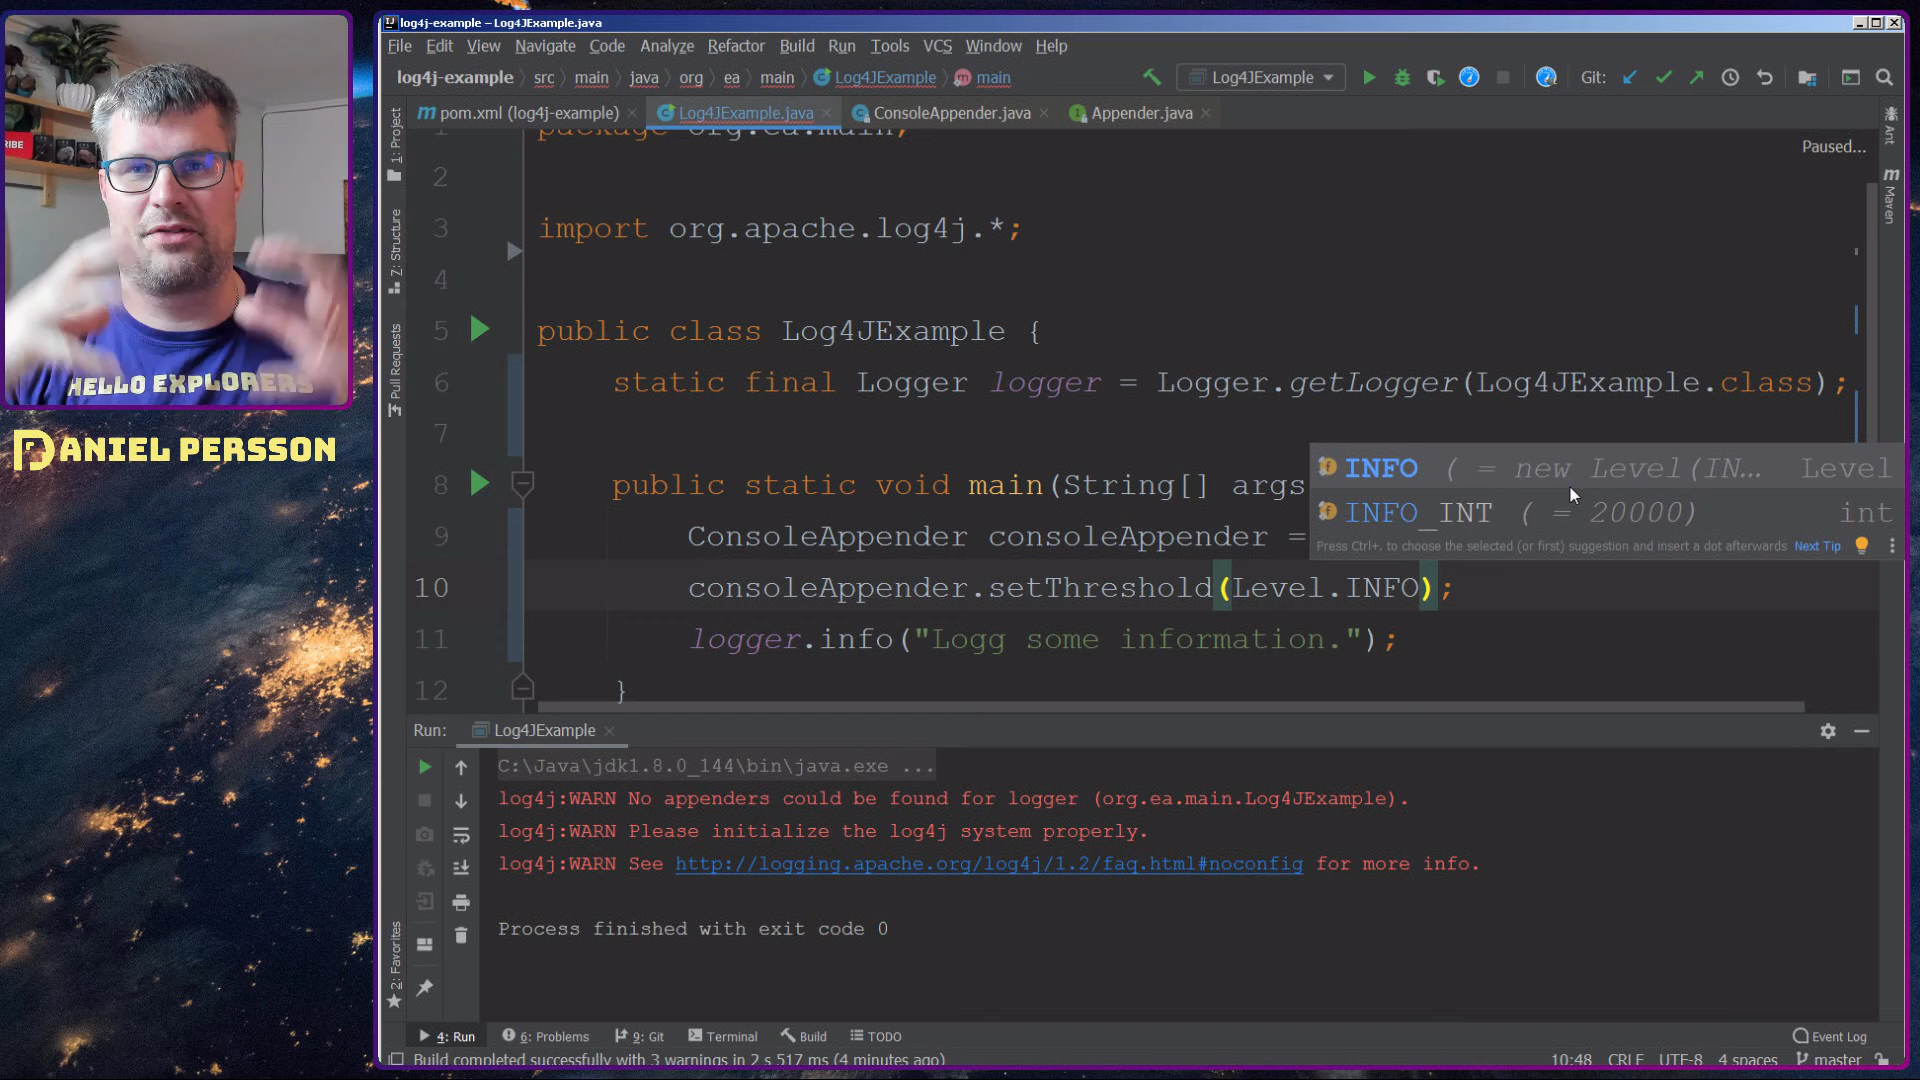 RIBE
HELLO EXPLORERS
DANIEL PERSSON
log4j-example – Log4JExample.java
File Edit View Navigate Code Analyze Refactor Build Run Tools VCS Window Help
log4j-example src main java org ea main Log4JExample main
Log4JExample
Git:
pom.xml (log4j-example)
Log4JExample.java
ConsoleAppender.java
Appender.java
1: Project
7: Structure
Pull Requests
2: Favorites
Ant
Maven
Paused...
1 package org.ea.main;
2
3 import org.apache.log4j.*;
4
5 public class Log4JExample {
6 static final Logger logger = Logger.getLogger(Log4JExample.class);
7
8 public static void main(String[] args
9 ConsoleAppender consoleAppender =
10 consoleAppender.setThreshold(Level.INFO);
11 logger.info("Logg some information.");
12 }
INFO ( = new Level(IN... Level
INFO_INT ( = 20000) int
Press Ctrl+. to choose the selected (or first) suggestion and insert a dot afterwards Next Tip
Run: Log4JExample
C:\Java\jdk1.8.0_144\bin\java.exe ...
log4j:WARN No appenders could be found for logger (org.ea.main.Log4JExample).
log4j:WARN Please initialize the log4j system properly.
log4j:WARN See http://logging.apache.org/log4j/1.2/faq.html#noconfig for more info.
Process finished with exit code 0
4: Run 6: Problems 9: Git Terminal Build TODO Event Log
Build completed successfully with 3 warnings in 2 s 517 ms (4 minutes ago) 10:48 CRLF UTF-8 4 spaces master